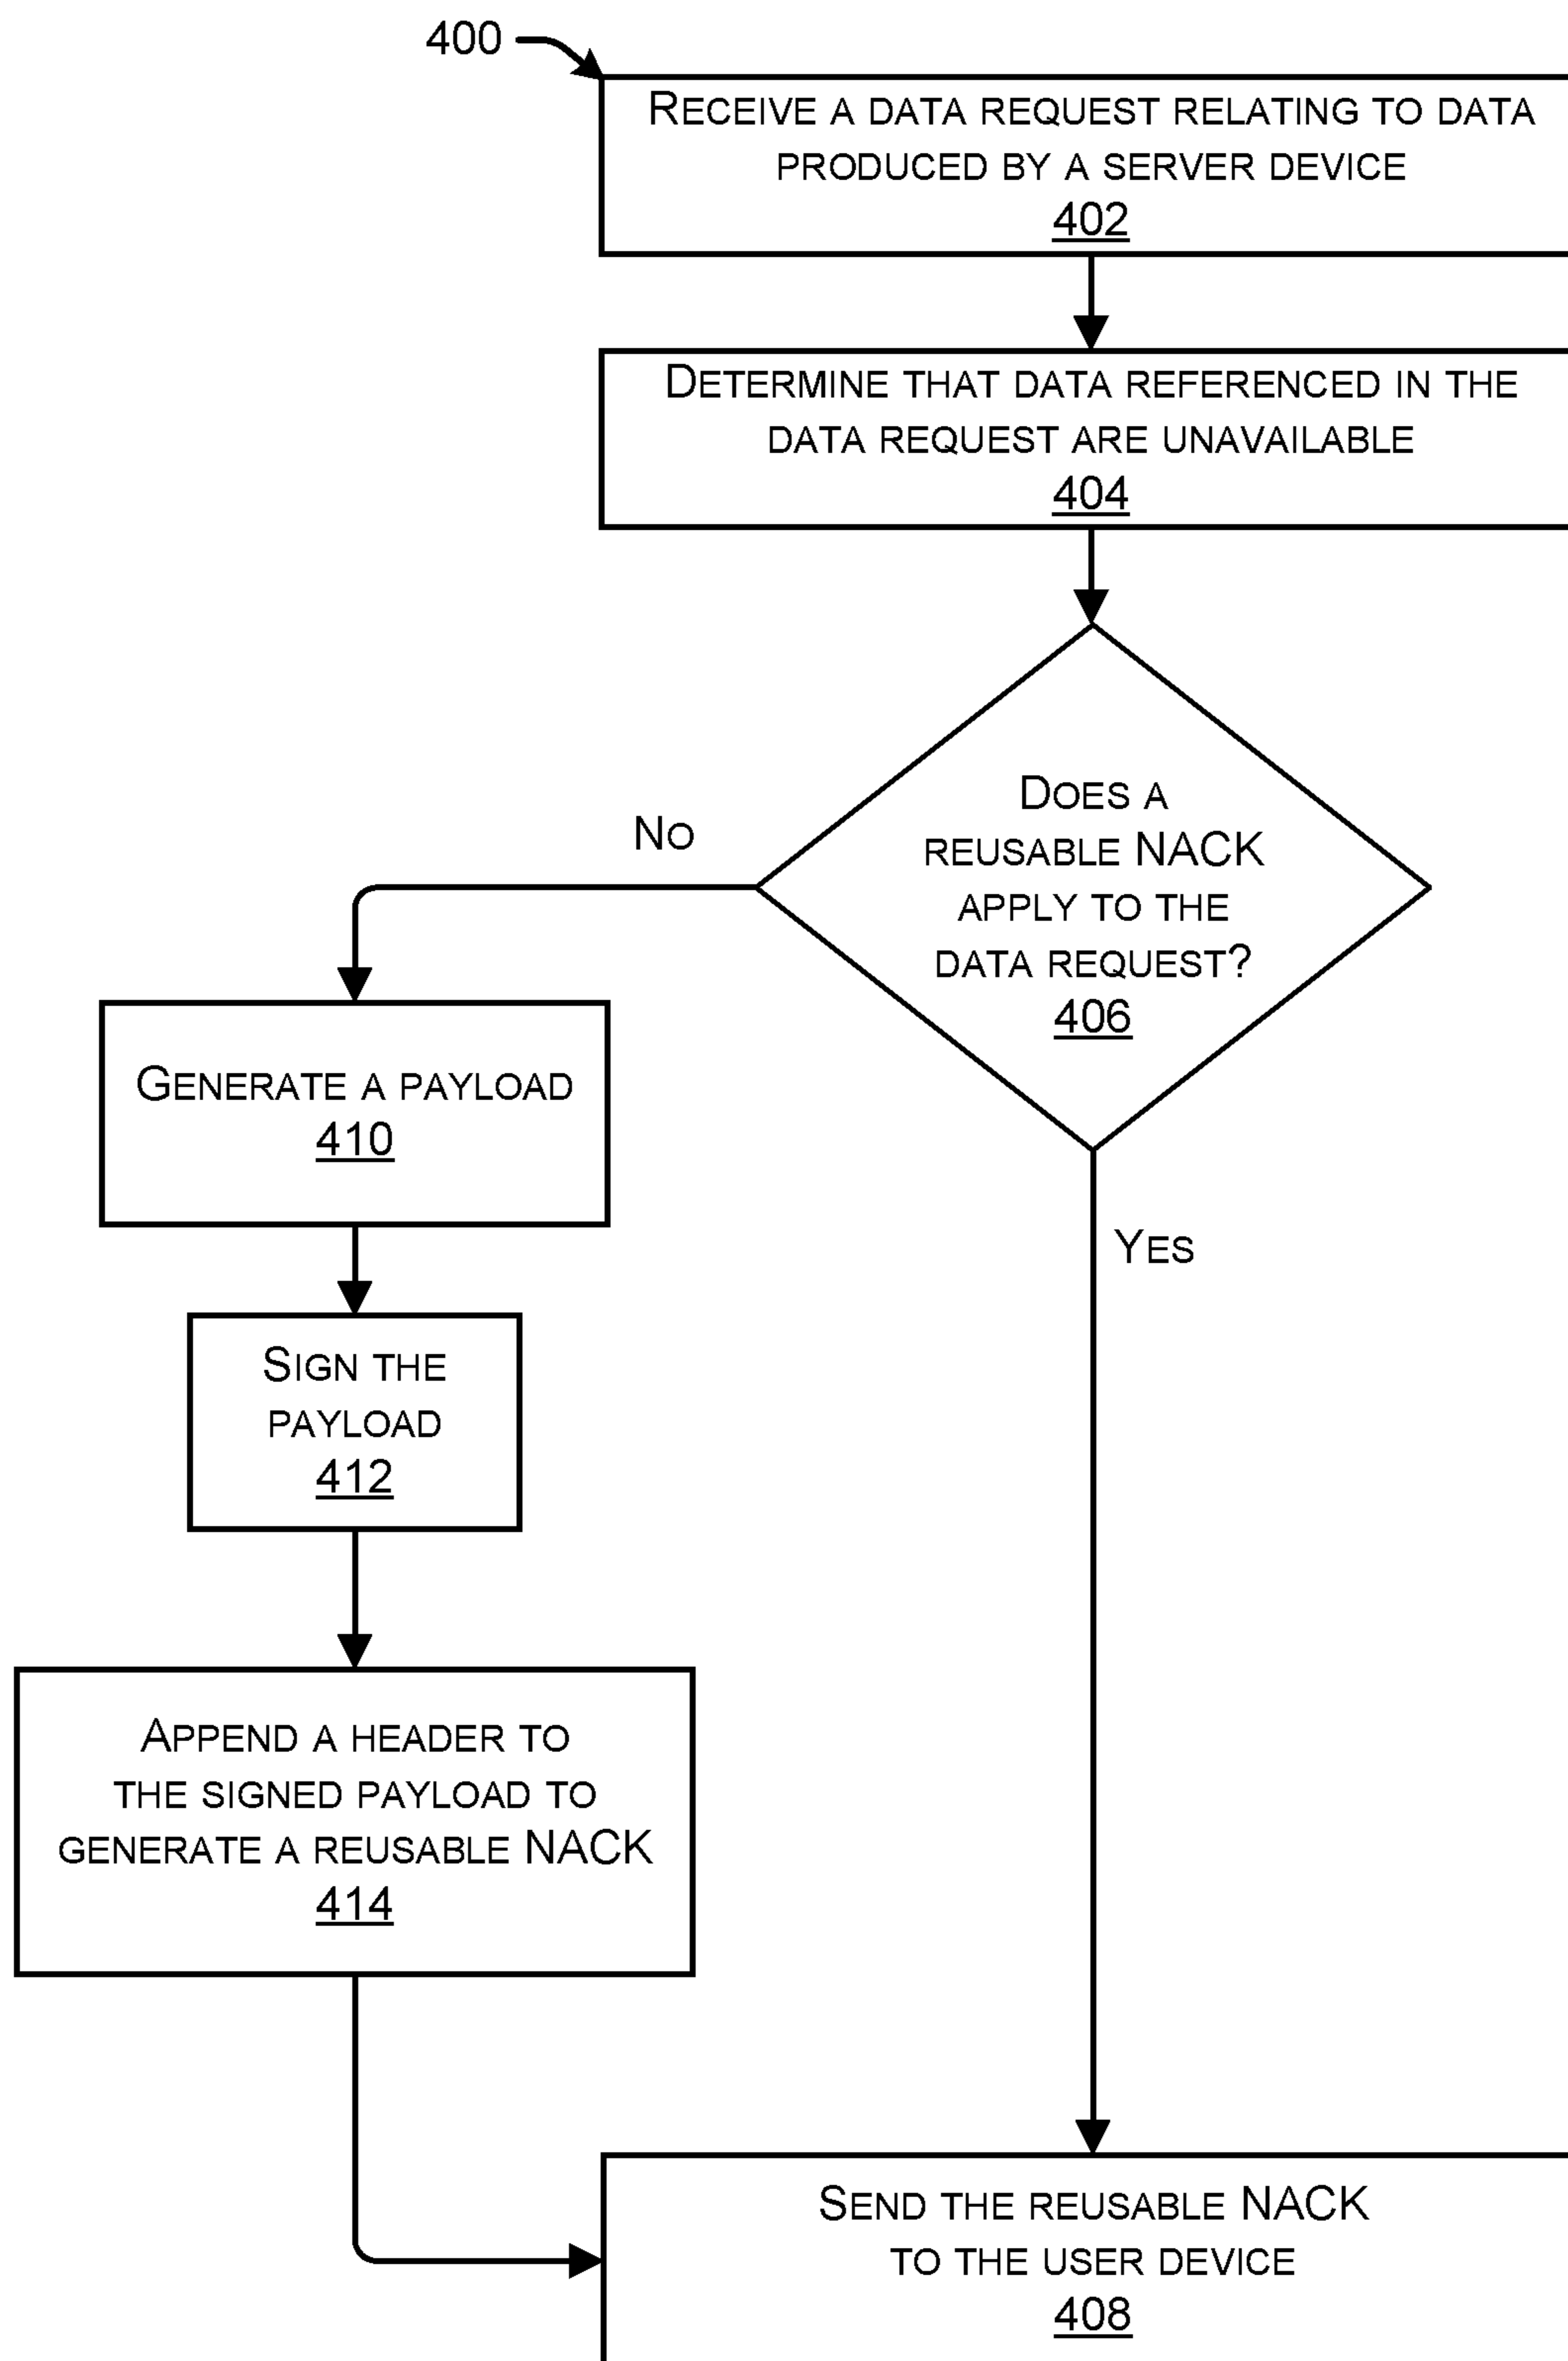 400
Receive a data request relating to data
produced by a server device
402
Determine that data referenced in the
data request are unavailable
404
Does a
reusable NACK
apply to the
data request?
406
No
Generate a payload
410
Yes
Sign the
payload
412
Append a header to
the signed payload to
generate a reusable NACK
414
Send the reusable NACK
to the user device
408